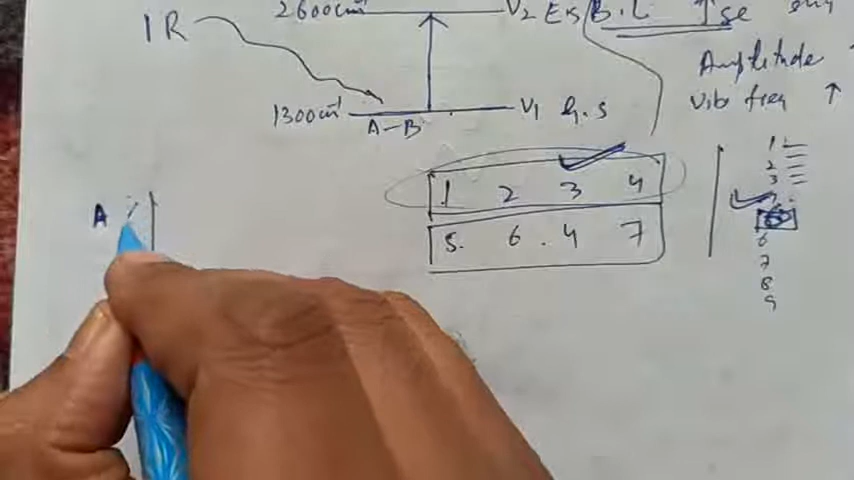 2600cm⁻¹ V2 Es B.L ↑se
IR
Amplitude
Vib freq ↑
1300cm⁻¹ V1 G.S
A-B
1 2 3 4
5. 6. 4 7
A
1
2
3
6
7
8
9